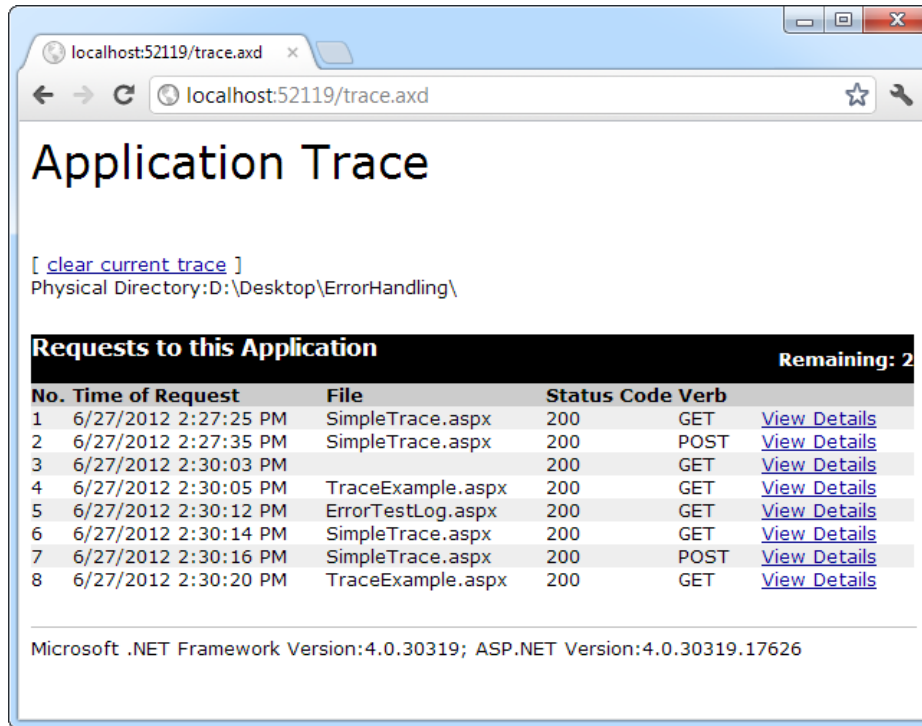 localhost:52119/trace.axd
localhost:52119/trace.axd
Application Trace
[ clear current trace ]
Physical Directory:D:\Desktop\ErrorHandling\
Requests to this Application Remaining: 2
No. Time of Request File Status Code Verb
1 6/27/2012 2:27:25 PM SimpleTrace.aspx 200 GET View Details
2 6/27/2012 2:27:35 PM SimpleTrace.aspx 200 POST View Details
3 6/27/2012 2:30:03 PM 200 GET View Details
4 6/27/2012 2:30:05 PM TraceExample.aspx 200 GET View Details
5 6/27/2012 2:30:12 PM ErrorTestLog.aspx 200 GET View Details
6 6/27/2012 2:30:14 PM SimpleTrace.aspx 200 GET View Details
7 6/27/2012 2:30:16 PM SimpleTrace.aspx 200 POST View Details
8 6/27/2012 2:30:20 PM TraceExample.aspx 200 GET View Details
Microsoft .NET Framework Version:4.0.30319; ASP.NET Version:4.0.30319.17626